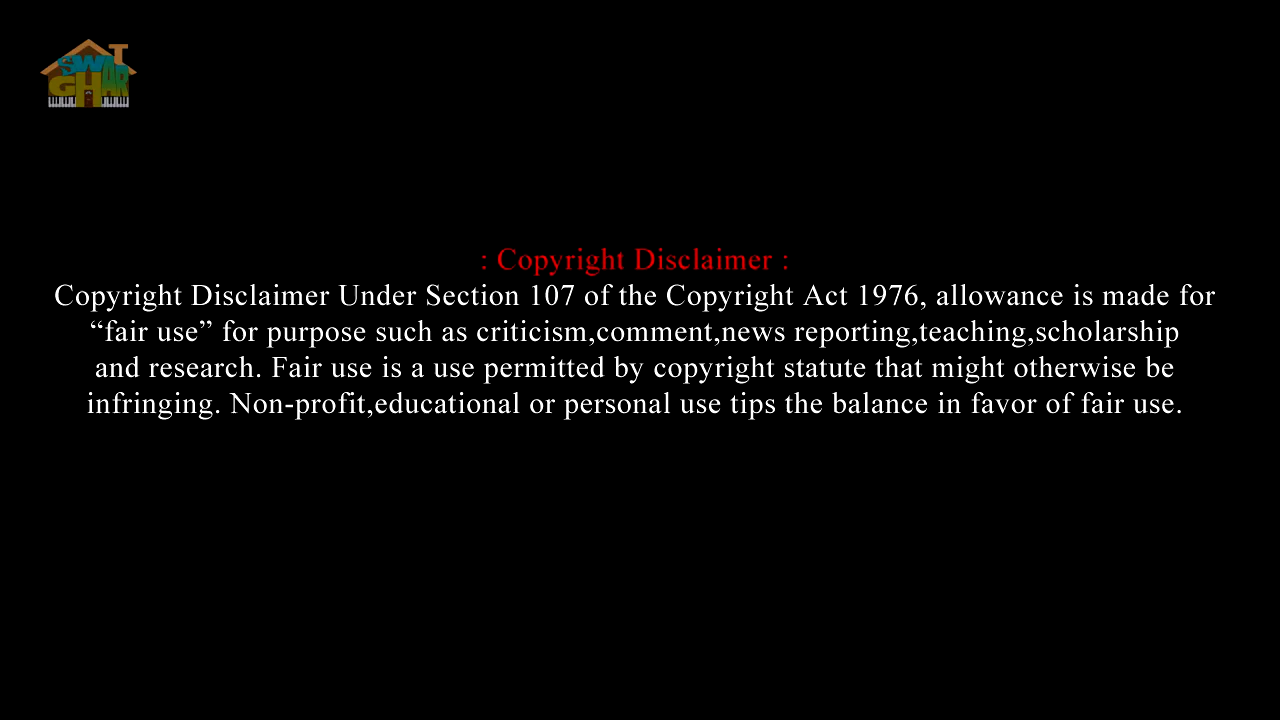 SWIT
GHAR
: Copyright Disclaimer :
Copyright Disclaimer Under Section 107 of the Copyright Act 1976, allowance is made for
“fair use” for purpose such as criticism,comment,news reporting,teaching,scholarship
and research. Fair use is a use permitted by copyright statute that might otherwise be
infringing. Non-profit,educational or personal use tips the balance in favor of fair use.